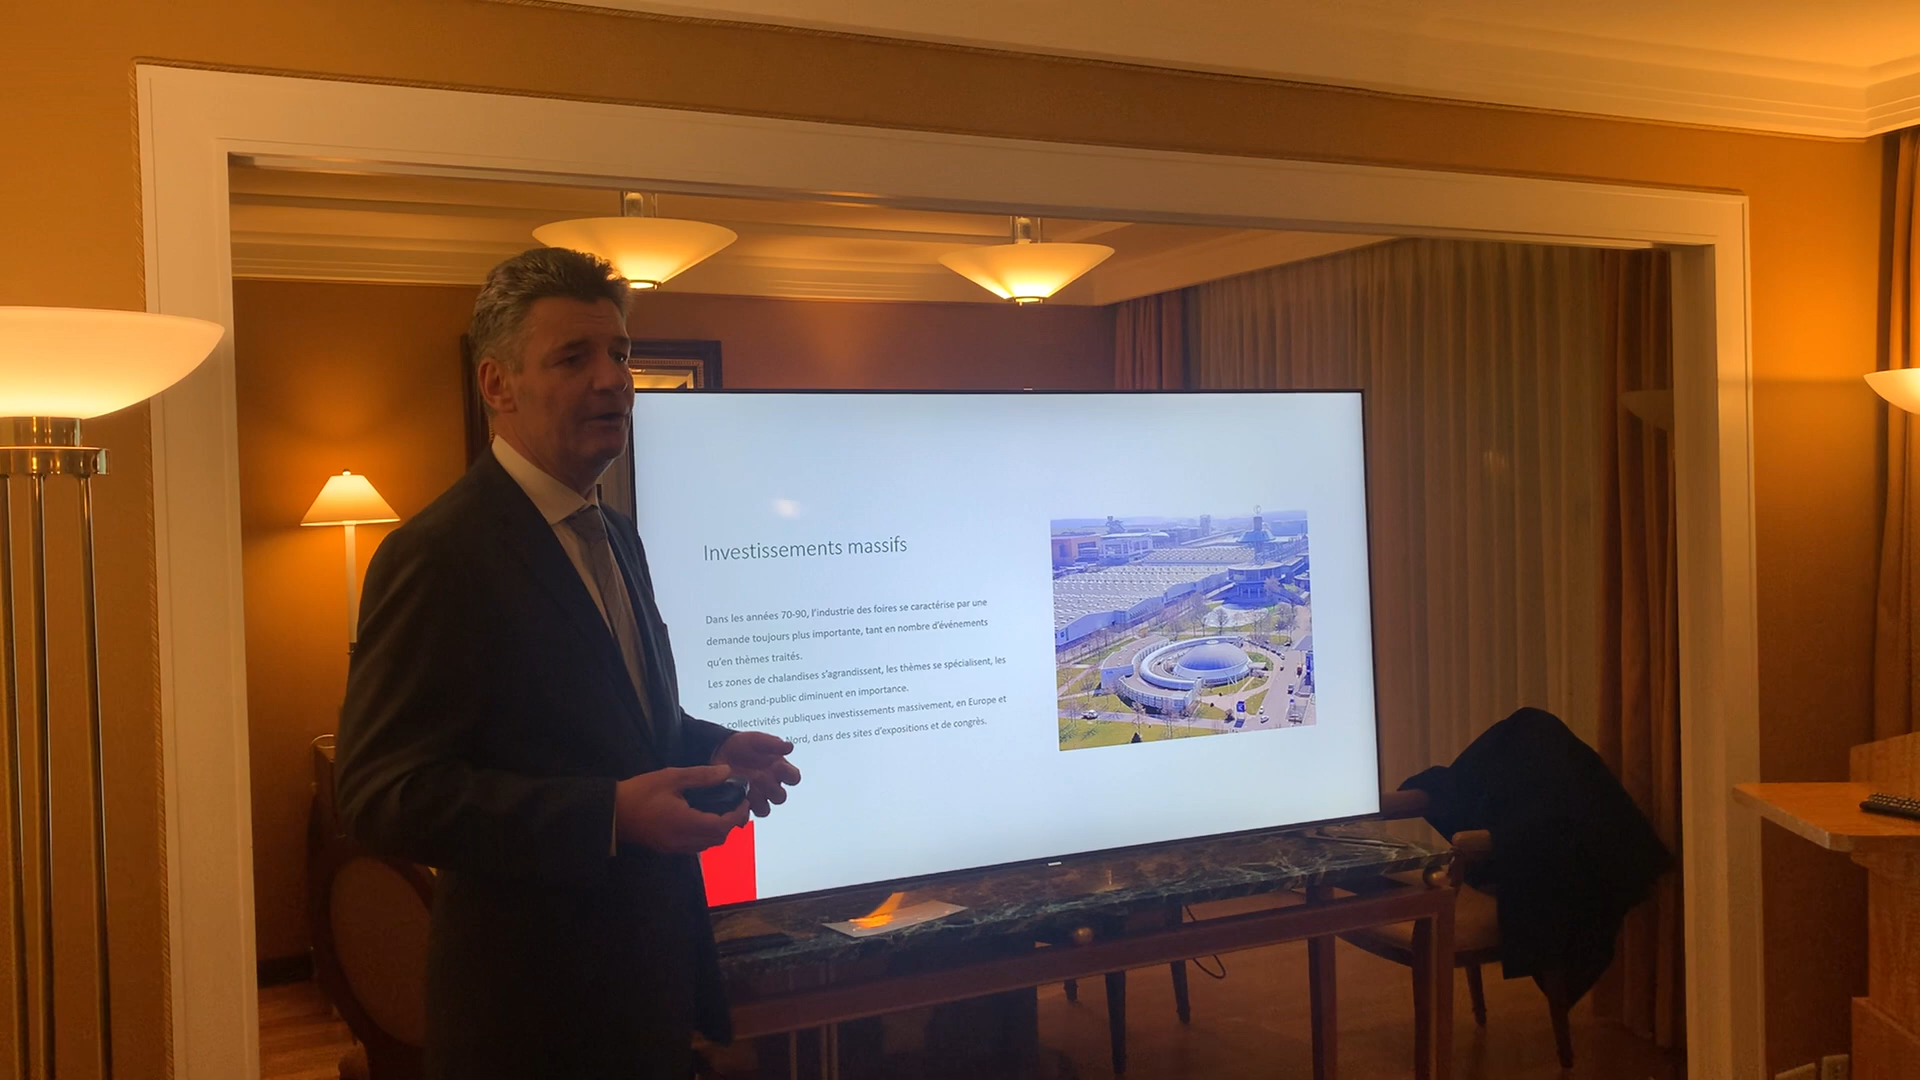 Investissements massifs
Dans les années 70-90, l'industrie des foires se caractérise par une
demande toujours plus importante, tant en nombre d'événements
qu'en thèmes traités.
Les zones de chalandises s'agrandissent, les thèmes se spécialisent, les
salons grand-public diminuent en importance.
collectivités publiques investissements massivement, en Europe et
Nord, dans des sites d'expositions et de congrès.